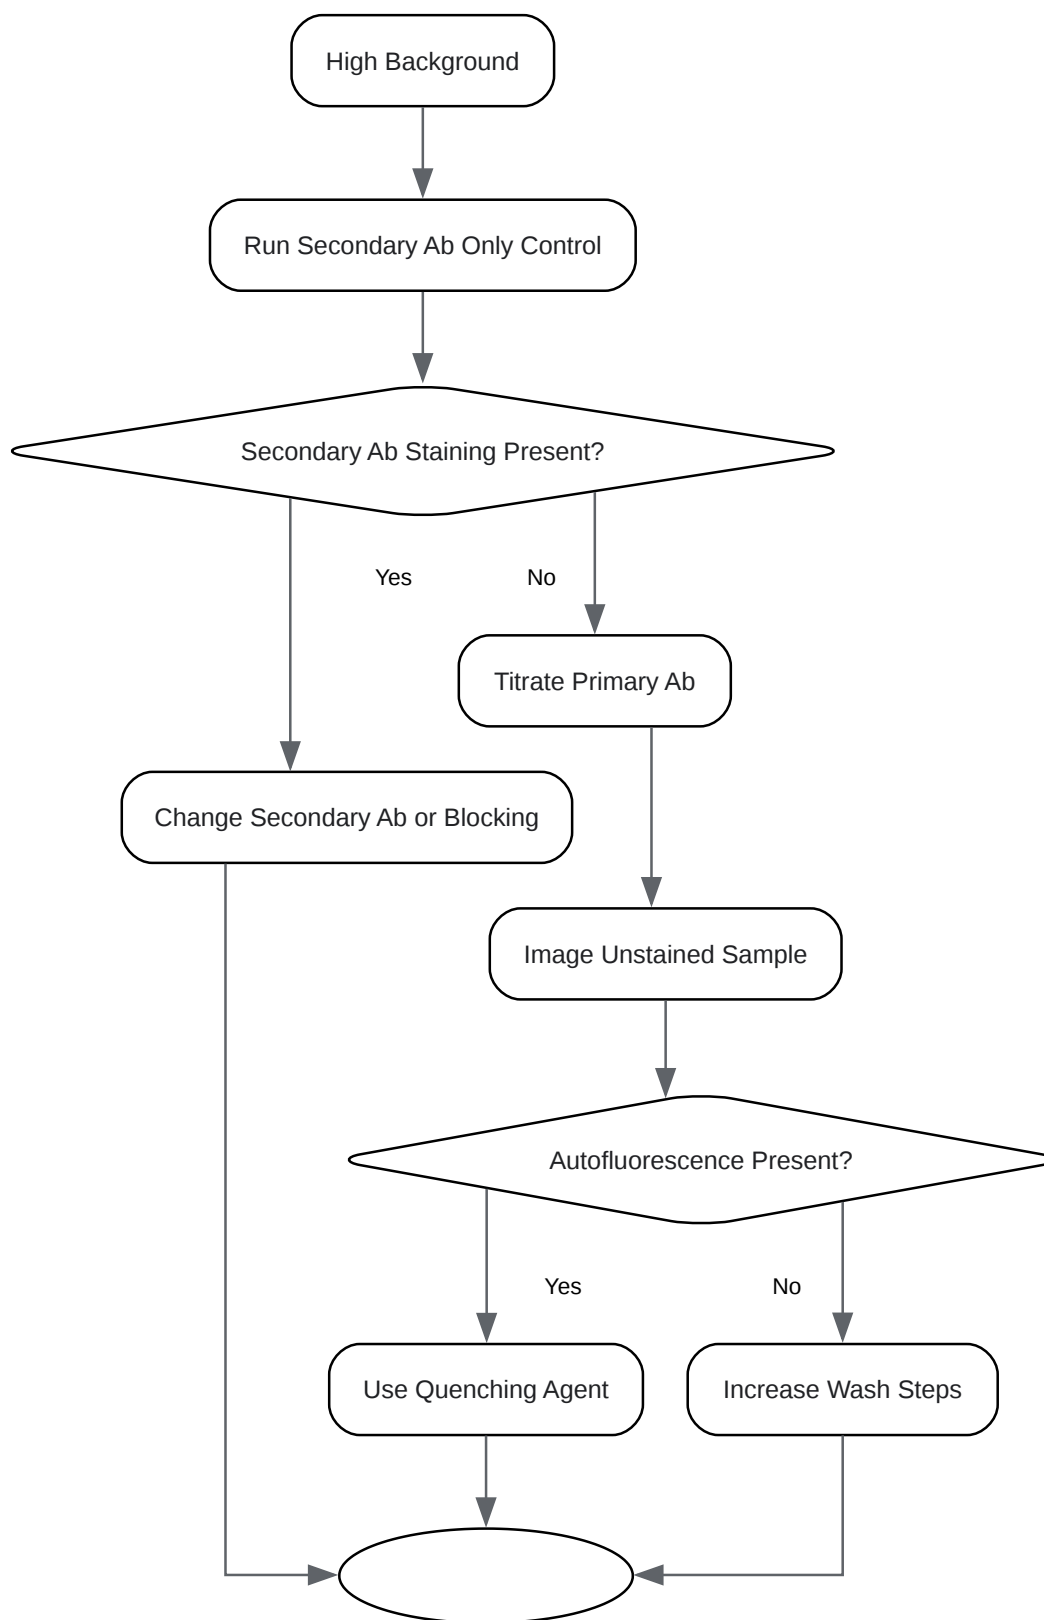 High Background
Run Secondary Ab Only Control
Secondary Ab Staining Present?
Yes
No
Titrate Primary Ab
Change Secondary Ab or Blocking
Image Unstained Sample
Autofluorescence Present?
Yes
No
Use Quenching Agent
Increase Wash Steps